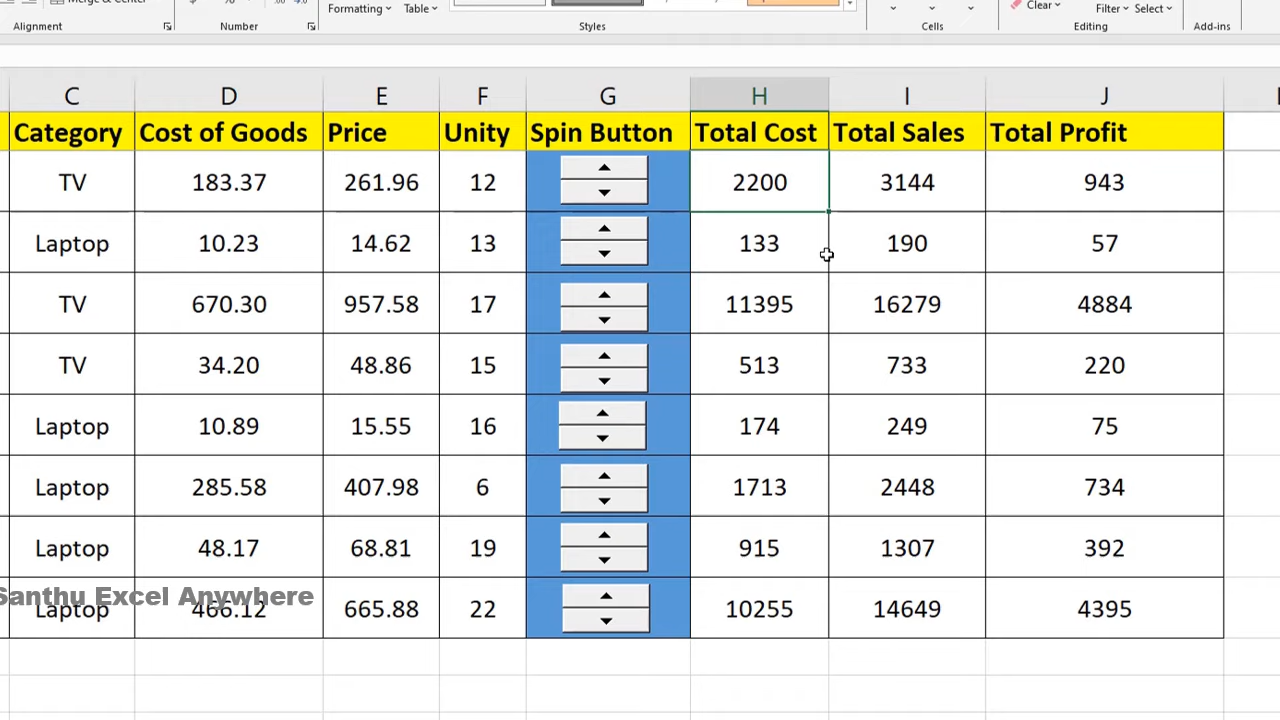 Merge & Center
%
Formatting
Table
Clear
Filter
Select
Alignment
Number
Styles
Cells
Editing
Add-ins
C D E F G H I J
Category Cost of Goods Price Unity Spin Button Total Cost Total Sales Total Profit
TV 183.37 261.96 12 2200 3144 943
Laptop 10.23 14.62 13 133 190 57
TV 670.30 957.58 17 11395 16279 4884
TV 34.20 48.86 15 513 733 220
Laptop 10.89 15.55 16 174 249 75
Laptop 285.58 407.98 6 1713 2448 734
Laptop 48.17 68.81 19 915 1307 392
Santhu Excel Anywhere
Laptop 466.12 665.88 22 10255 14649 4395